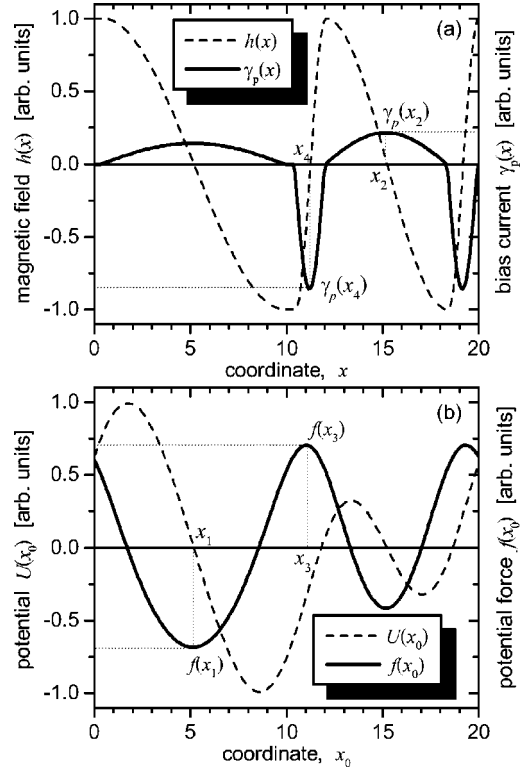 (a)
h(x)
γp(x)
γp(x2)
x4
x2
γp(x4)
1.0
0.5
0.0
-0.5
-1.0
magnetic field h(x) [arb. units]
bias current γp(x) [arb. units]
0 5 10 15 20
coordinate, x
(b)
f(x3)
x1
x3
f(x1)
U(x0)
f(x0)
1.0
0.5
0.0
-0.5
-1.0
potential U(x0) [arb. units]
potential force f(x0) [arb. units]
0 5 10 15 20
coordinate, x0